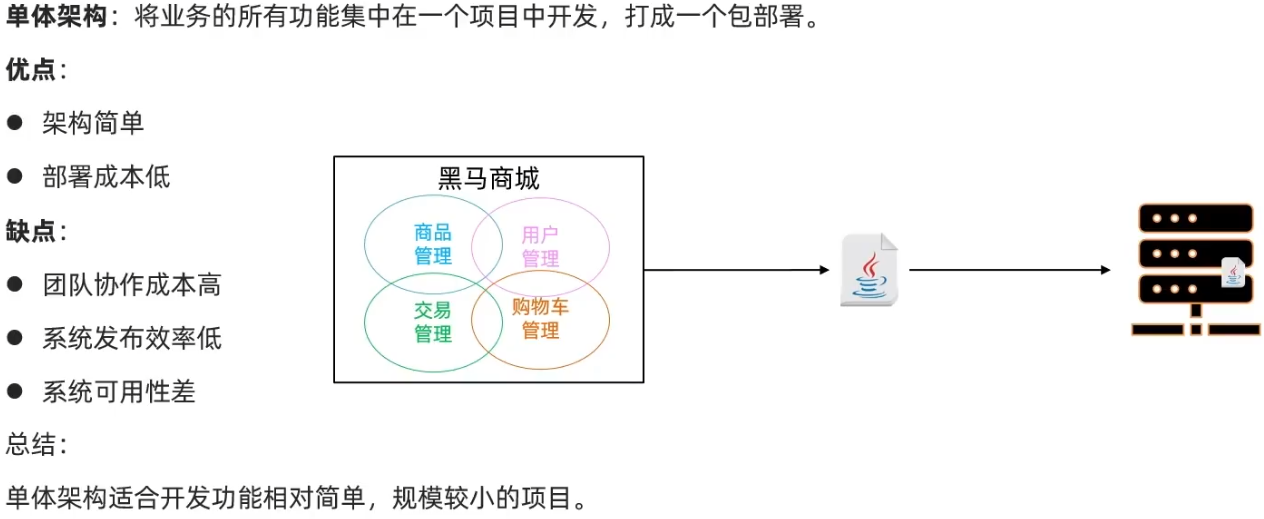 单体架构：将业务的所有功能集中在一个项目中开发，打成一个包部署。
优点：
● 架构简单
● 部署成本低
缺点：
● 团队协作成本高
● 系统发布效率低
● 系统可用性差
总结：
单体架构适合开发功能相对简单，规模较小的项目。
黑马商城
商品
管理
用户
管理
交易
管理
购物车
管理